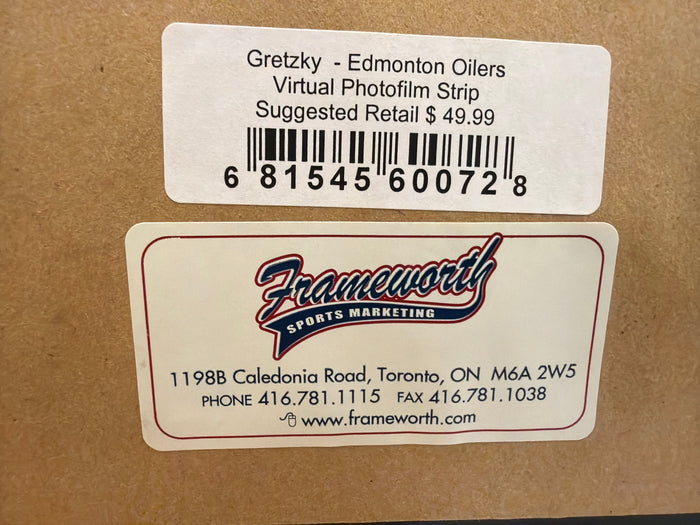 Gretzky - Edmonton Oilers
Virtual Photofilm Strip
Suggested Retail $ 49.99
6 81545 60072 8
Frameworth
SPORTS MARKETING
1198B Caledonia Road, Toronto, ON M6A 2W5
PHONE 416.781.1115 FAX 416.781.1038
www.frameworth.com